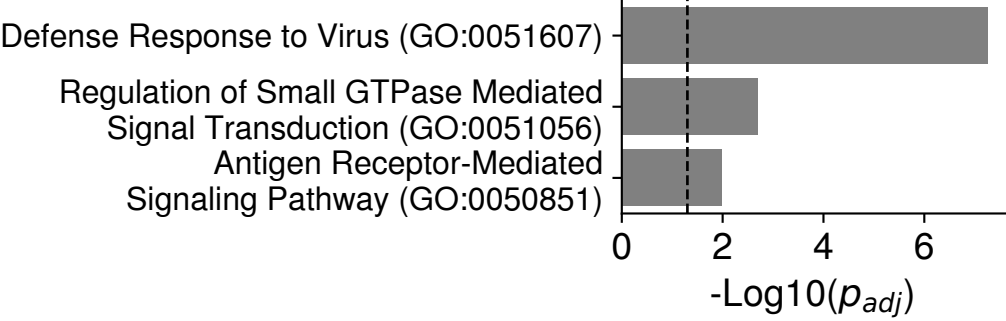 Defense Response to Virus (GO:0051607)
Regulation of Small GTPase Mediated
Signal Transduction (GO:0051056)
Antigen Receptor-Mediated
Signaling Pathway (GO:0050851)
0 2 4 6
-Log10(p_adj)